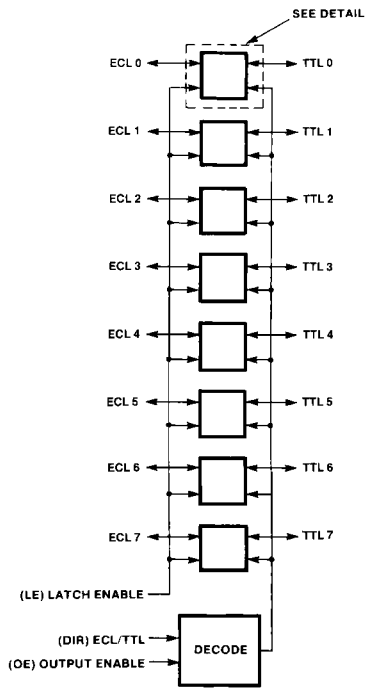 SEE DETAIL
ECL 0 TTL 0
ECL 1 TTL 1
ECL 2 TTL 2
ECL 3 TTL 3
ECL 4 TTL 4
ECL 5 TTL 5
ECL 6 TTL 6
ECL 7 TTL 7
(LE) LATCH ENABLE
(DIR) ECL/TTL
DECODE
(OE) OUTPUT ENABLE